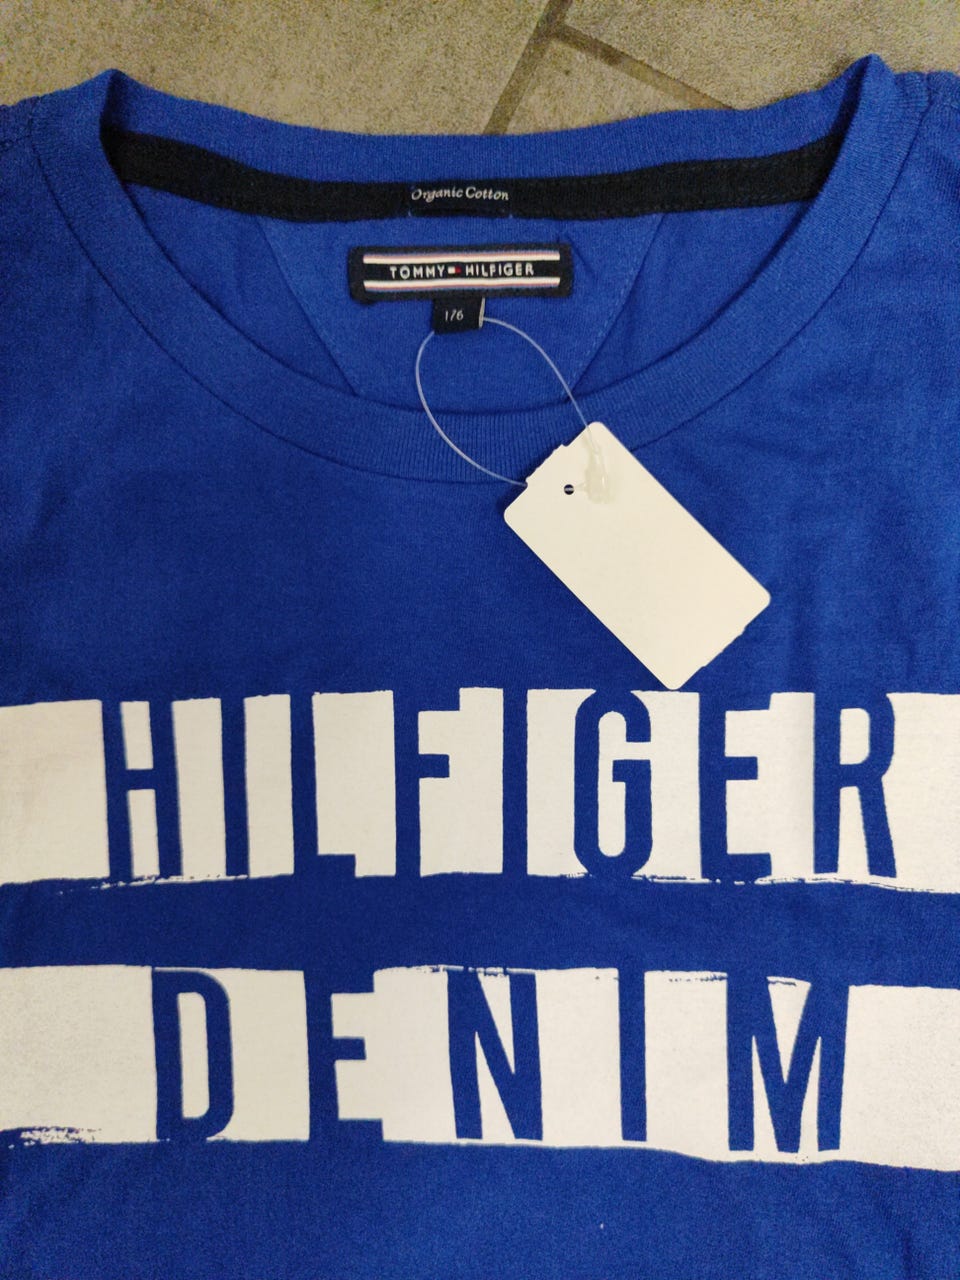 Organic Cotton
TOMMY HILFIGER
176
HILFIGER
DENIM